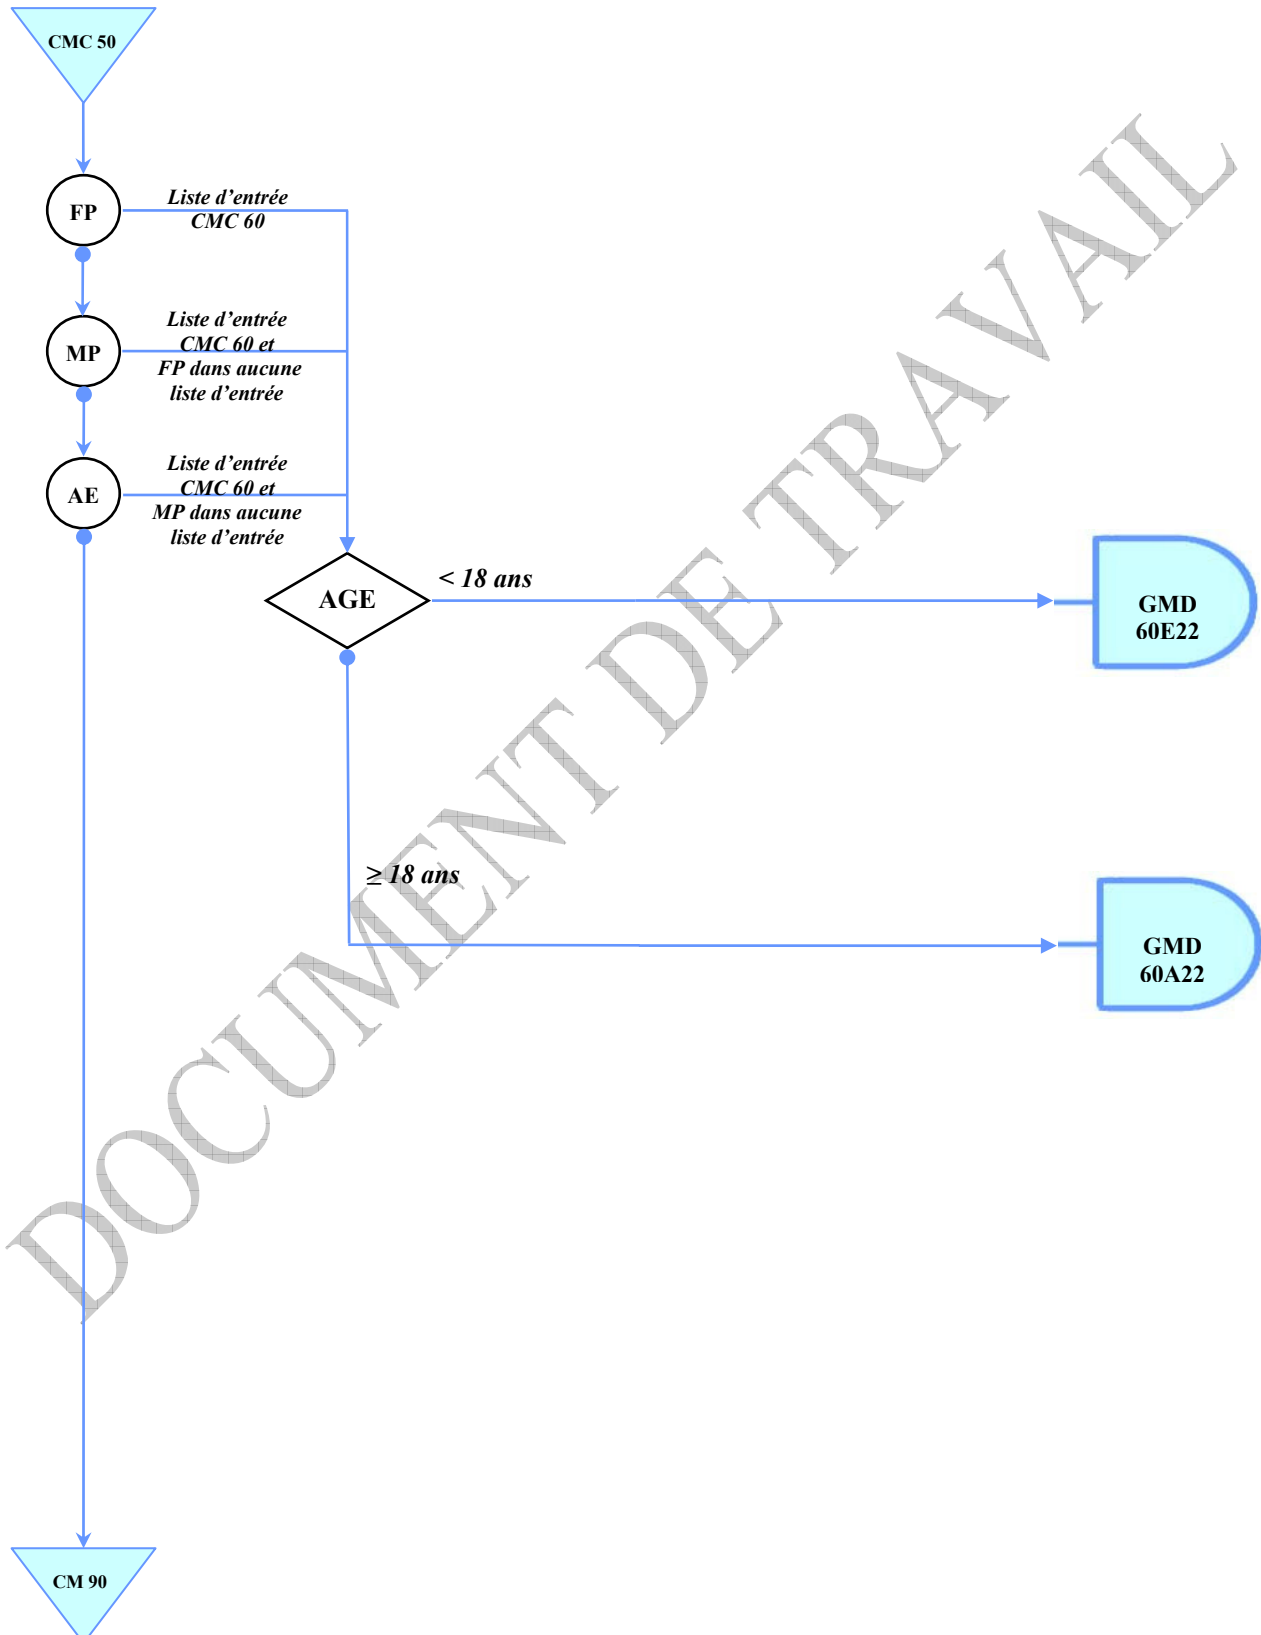 CMC 50
FP
Liste d’entrée
CMC 60
MP
Liste d’entrée
CMC 60 et
FP dans aucune
liste d’entrée
AE
Liste d’entrée
CMC 60 et
MP dans aucune
liste d’entrée
AGE
< 18 ans
GMD
60E22
≥ 18 ans
GMD
60A22
CM 90
DOCUMENT DE TRAVAIL